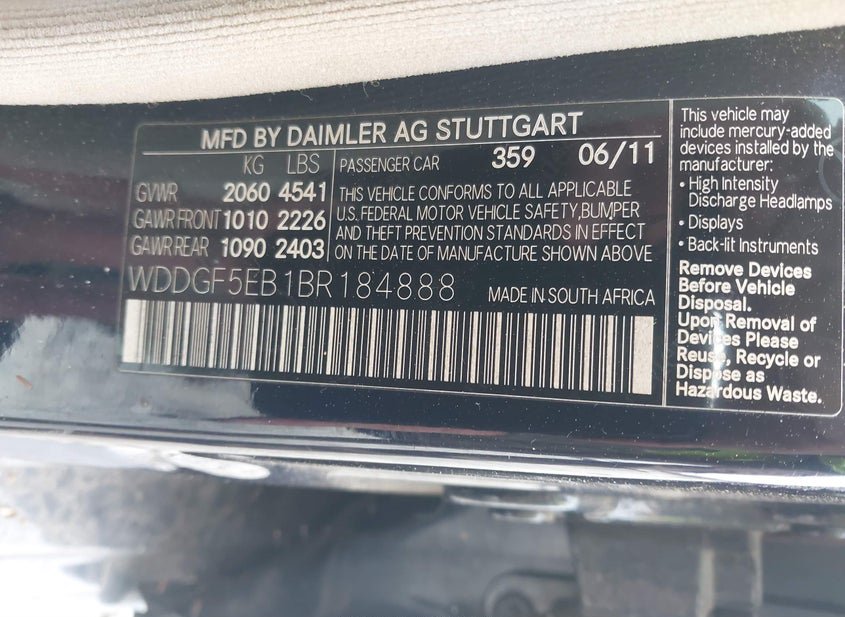 MFD BY DAIMLER AG STUTTGART
KG LBS
GVWR 2060 4541
GAWR FRONT 1010 2226
GAWR REAR 1090 2403
PASSENGER CAR 359 06/11
THIS VEHICLE CONFORMS TO ALL APPLICABLE
U.S. FEDERAL MOTOR VEHICLE SAFETY,BUMPER
AND THEFT PREVENTION STANDARDS IN EFFECT
ON THE DATE OF MANUFACTURE SHOWN ABOVE
WDDGF5EB1BR184888
MADE IN SOUTH AFRICA
This vehicle may
include mercury-added
devices installed by the
manufacturer:
• High Intensity
Discharge Headlamps
• Displays
• Back-lit Instruments
Remove Devices
Before Vehicle
Disposal.
Upon Removal of
Devices Please
Reuse, Recycle or
Dispose as
Hazardous Waste.